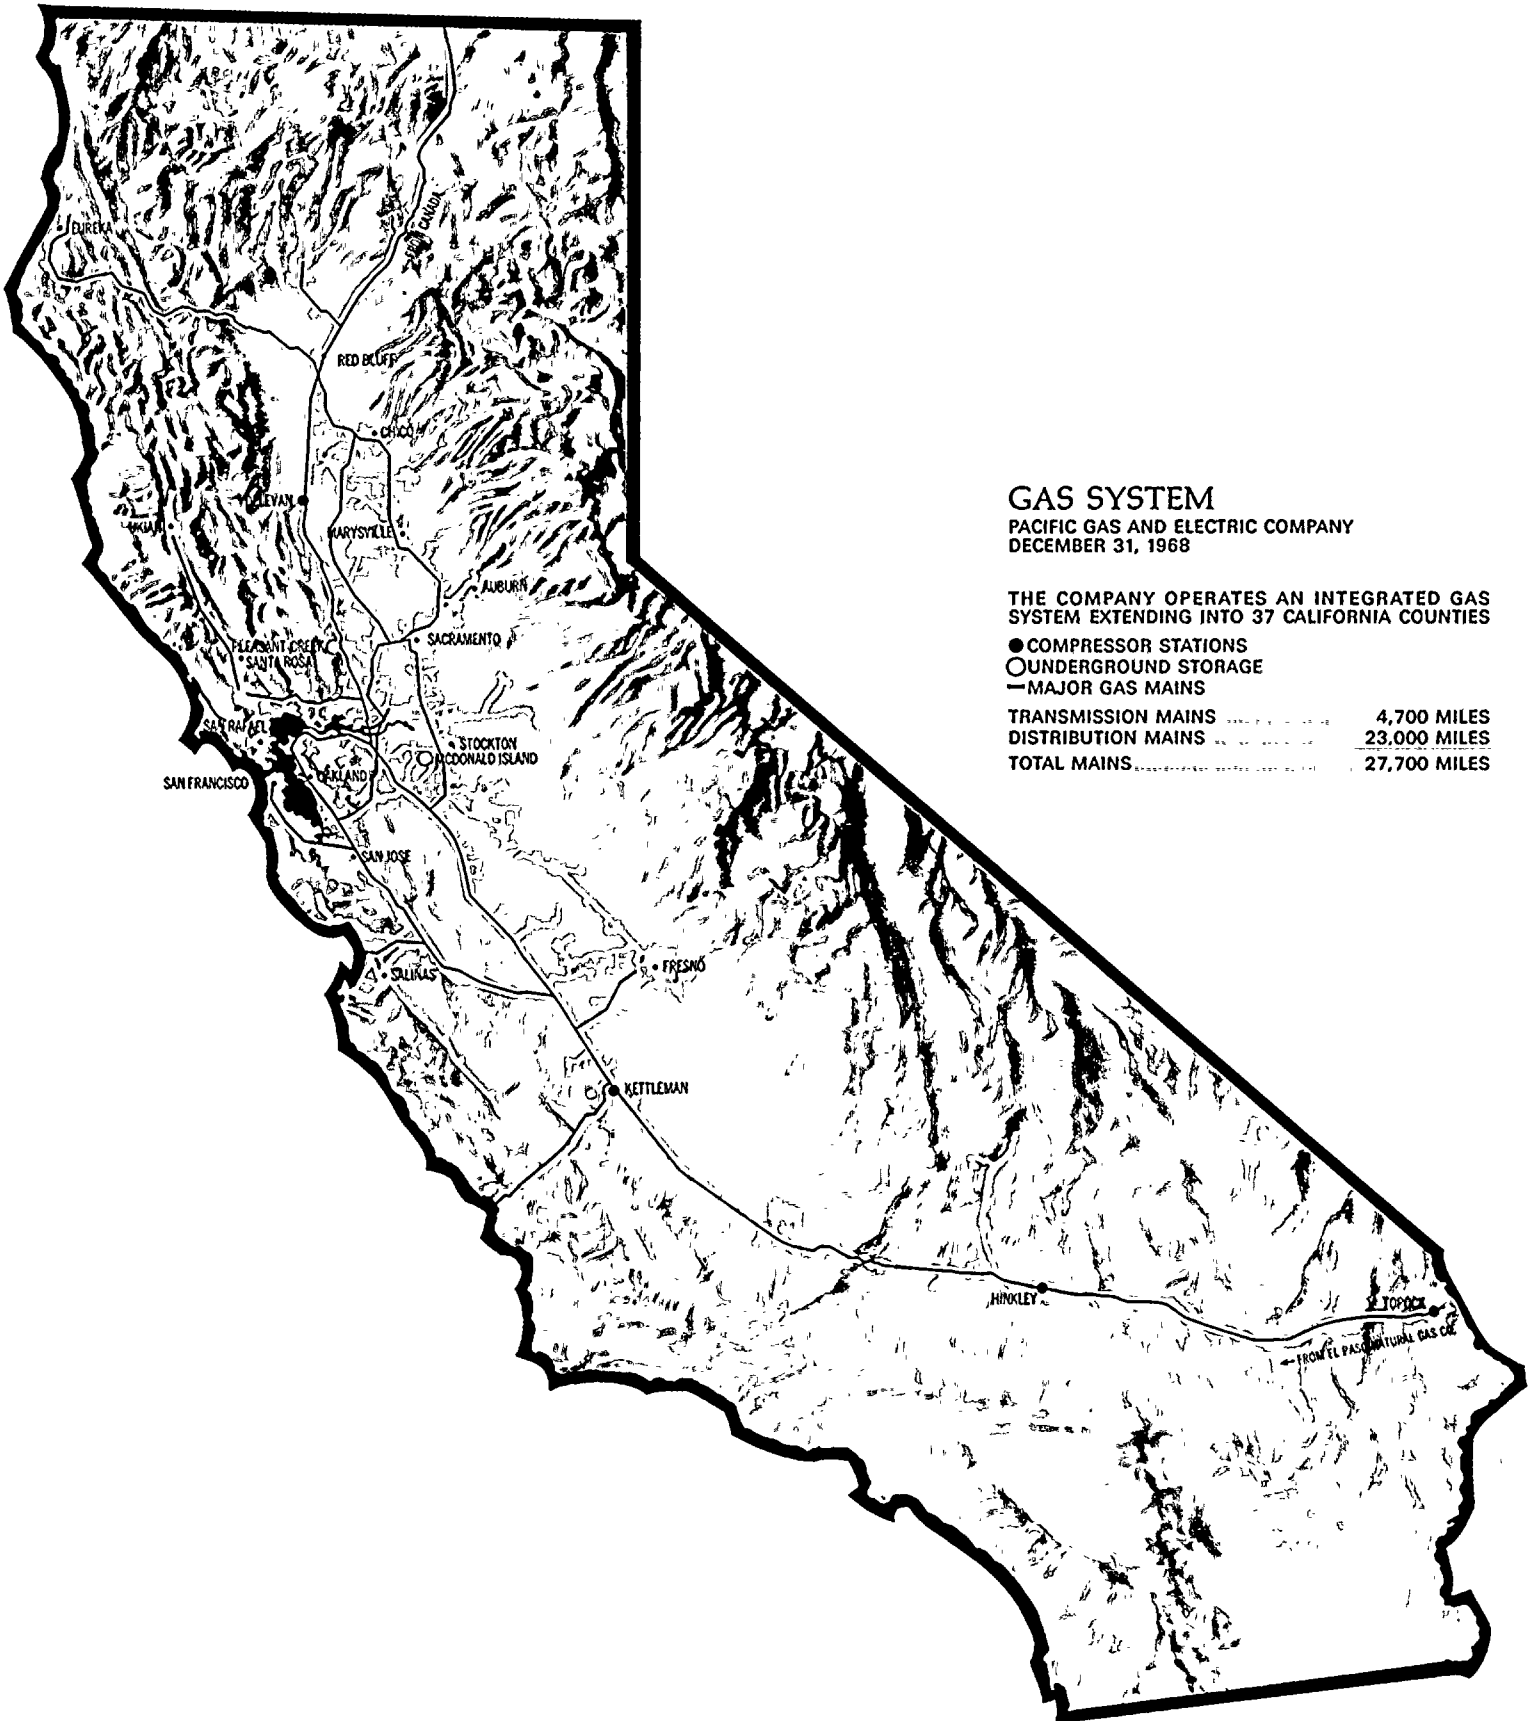 GAS SYSTEM
PACIFIC GAS AND ELECTRIC COMPANY
DECEMBER 31, 1968
THE COMPANY OPERATES AN INTEGRATED GAS
SYSTEM EXTENDING INTO 37 CALIFORNIA COUNTIES
COMPRESSOR STATIONS
UNDERGROUND STORAGE
MAJOR GAS MAINS
TRANSMISSION MAINS 4,700 MILES
DISTRIBUTION MAINS 23,000 MILES
TOTAL MAINS 27,700 MILES
FROM CANADA
EUREKA
RED BLUFF
CHICO
MARYSVILLE
UKIAH
AUBURN
SACRAMENTO
PLEASANT CREEK
SANTA ROSA
SAN RAFAEL
STOCKTON
MCDONALD ISLAND
OAKLAND
SAN FRANCISCO
SAN JOSE
SALINAS
FRESNO
KETTLEMAN
HINKLEY
TOPOCK
FROM EL PASO NATURAL GAS CO.